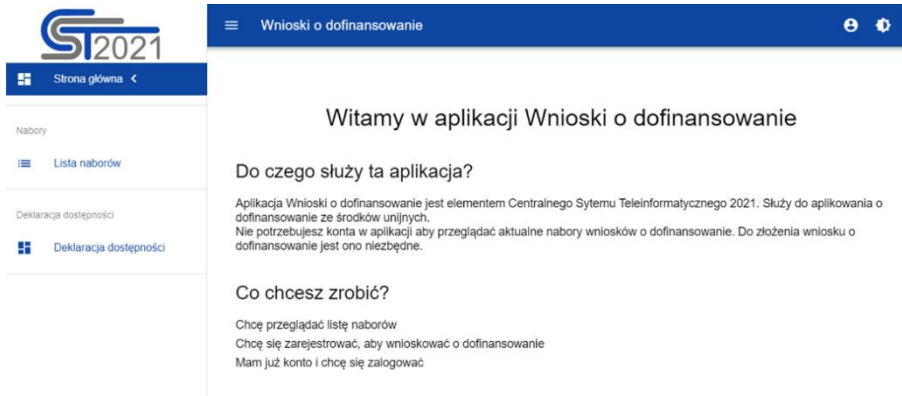 ST2021
Strona główna
Nabory
Lista naborów
Deklaracja dostępności
Deklaracja dostępności
Wnioski o dofinansowanie
Witamy w aplikacji Wnioski o dofinansowanie
Do czego służy ta aplikacja?
Aplikacja Wnioski o dofinansowanie jest elementem Centralnego Sytemu Teleinformatycznego 2021. Służy do aplikowania o
dofinansowanie ze środków unijnych.
Nie potrzebujesz konta w aplikacji aby przeglądać aktualne nabory wniosków o dofinansowanie. Do złożenia wniosku o
dofinansowanie jest ono niezbędne.
Co chcesz zrobić?
Chcę przeglądać listę naborów
Chcę się zarejestrować, aby wnioskować o dofinansowanie
Mam już konto i chcę się zalogować